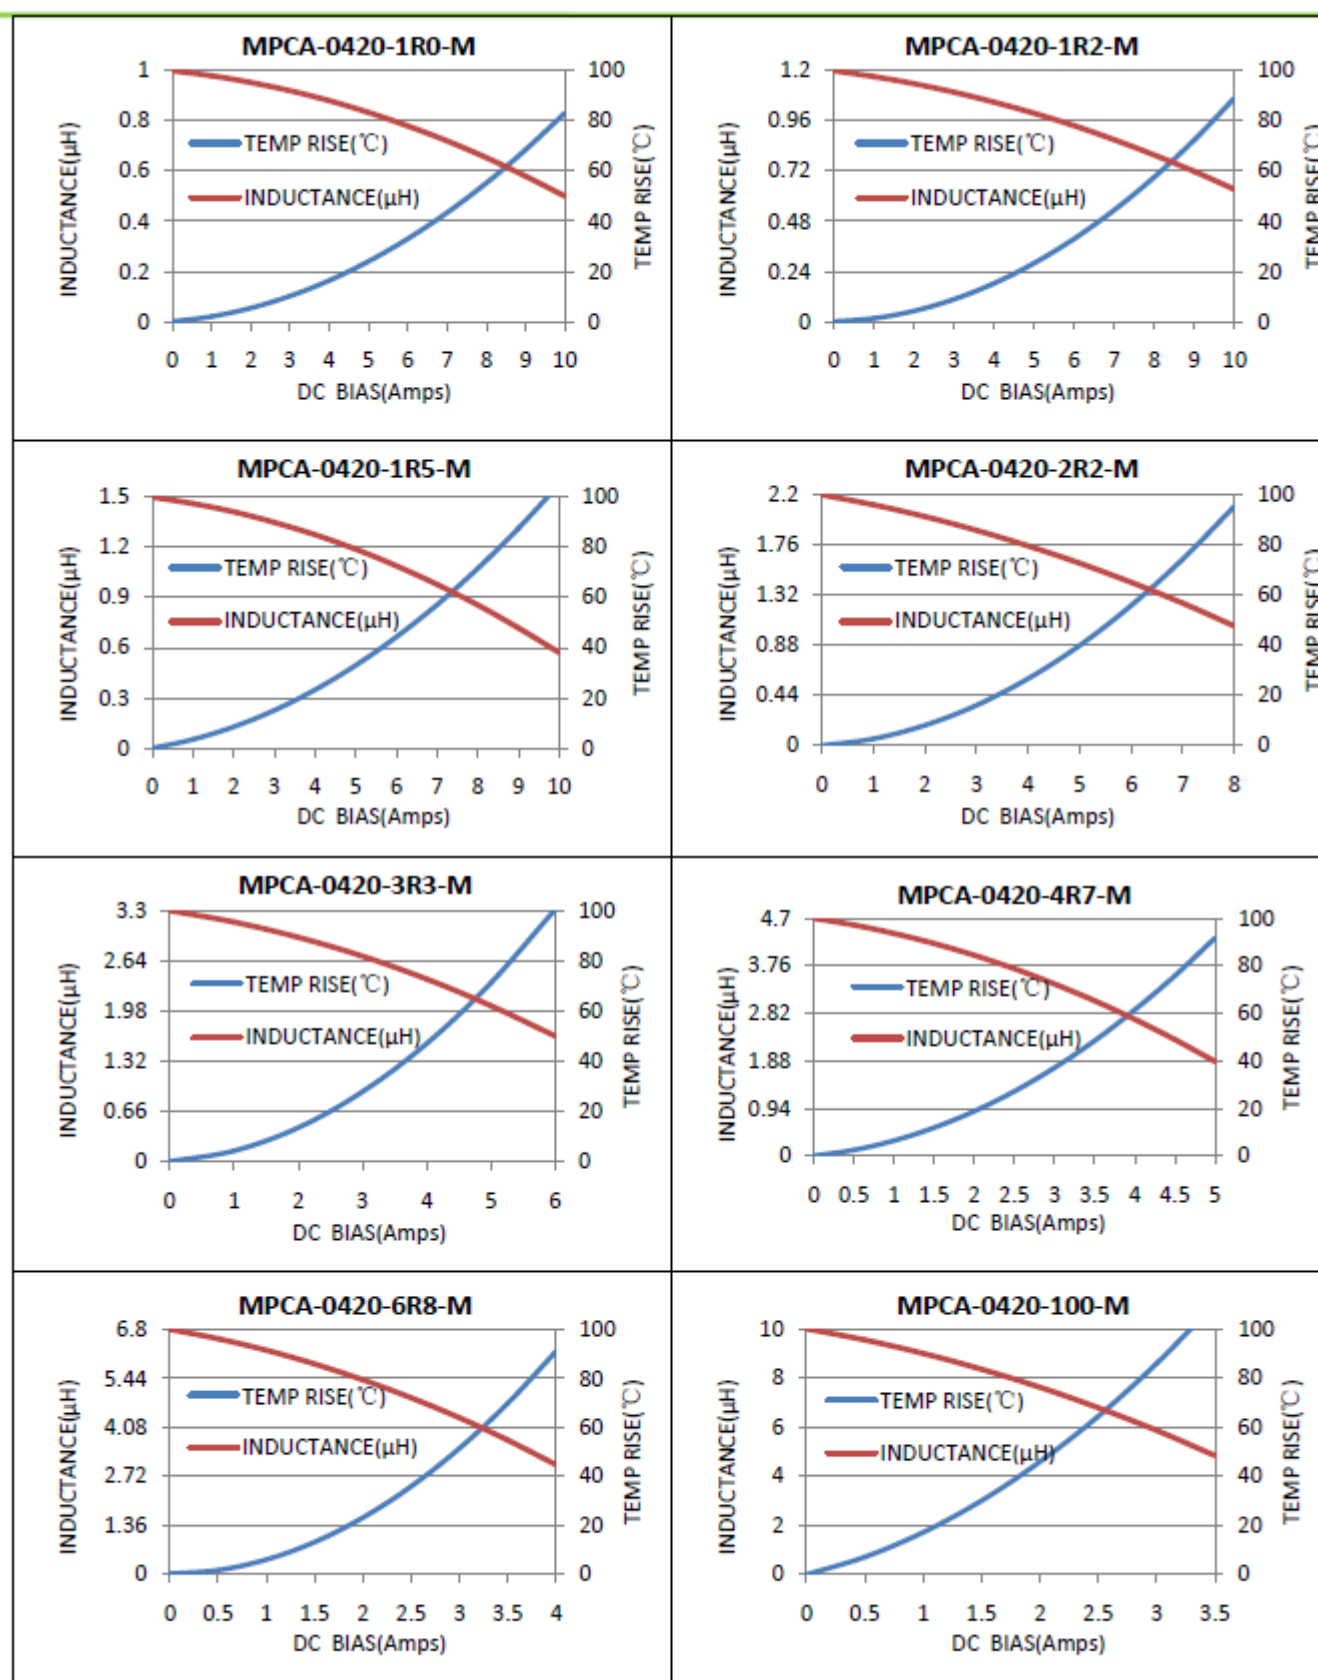 MPCA-0420-1R0-M
1
0.8
0.6
0.4
0.2
0
INDUCTANCE(µH)
TEMP RISE(℃)
INDUCTANCE(µH)
100
80
60
40
20
0
TEMP RISE(℃)
0 1 2 3 4 5 6 7 8 9 10
DC BIAS(Amps)
MPCA-0420-1R2-M
1.2
0.96
0.72
0.48
0.24
0
INDUCTANCE(µH)
TEMP RISE(℃)
INDUCTANCE(µH)
100
80
60
40
20
0
TEMP RISE(℃)
0 1 2 3 4 5 6 7 8 9 10
DC BIAS(Amps)
MPCA-0420-1R5-M
1.5
1.2
0.9
0.6
0.3
0
INDUCTANCE(µH)
TEMP RISE(℃)
INDUCTANCE(µH)
100
80
60
40
20
0
TEMP RISE(℃)
0 1 2 3 4 5 6 7 8 9 10
DC BIAS(Amps)
MPCA-0420-2R2-M
2.2
1.76
1.32
0.88
0.44
0
INDUCTANCE(µH)
TEMP RISE(℃)
INDUCTANCE(µH)
100
80
60
40
20
0
TEMP RISE(℃)
0 1 2 3 4 5 6 7 8
DC BIAS(Amps)
MPCA-0420-3R3-M
3.3
2.64
1.98
1.32
0.66
0
INDUCTANCE(µH)
TEMP RISE(℃)
INDUCTANCE(µH)
100
80
60
40
20
0
TEMP RISE(℃)
0 1 2 3 4 5 6
DC BIAS(Amps)
MPCA-0420-4R7-M
4.7
3.76
2.82
1.88
0.94
0
INDUCTANCE(µH)
TEMP RISE(℃)
INDUCTANCE(µH)
100
80
60
40
20
0
TEMP RISE(℃)
0 0.5 1 1.5 2 2.5 3 3.5 4 4.5 5
DC BIAS(Amps)
MPCA-0420-6R8-M
6.8
5.44
4.08
2.72
1.36
0
INDUCTANCE(µH)
TEMP RISE(℃)
INDUCTANCE(µH)
100
80
60
40
20
0
TEMP RISE(℃)
0 0.5 1 1.5 2 2.5 3 3.5 4
DC BIAS(Amps)
MPCA-0420-100-M
10
8
6
4
2
0
INDUCTANCE(µH)
TEMP RISE(℃)
INDUCTANCE(µH)
100
80
60
40
20
0
TEMP RISE(℃)
0 0.5 1 1.5 2 2.5 3 3.5
DC BIAS(Amps)